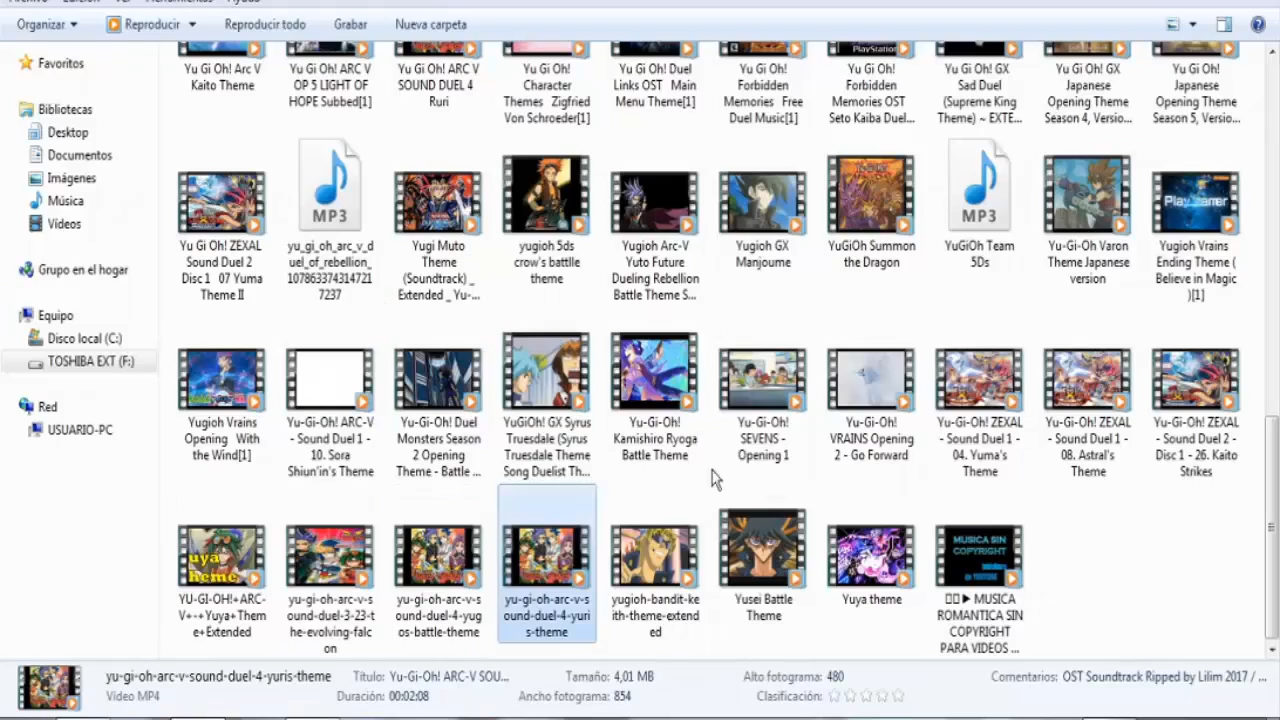 Organizar
Reproducir
Reproducir todo
Grabar
Nueva carpeta
Favoritos
Bibliotecas
Desktop
Documentos
Imágenes
Música
Vídeos
Grupo en el hogar
Equipo
Disco local (C:)
TOSHIBA EXT (F:)
Red
USUARIO-PC
Yu Gi Oh! Arc V
Kaito Theme
Yu Gi Oh! ARC V
OP 5 LIGHT OF
HOPE Subbed[1]
Yu Gi Oh! ARC V
SOUND DUEL 4
Ruri
Yu Gi Oh!
Character
Themes Zigfried
Von Schroeder[1]
Yu Gi Oh! Duel
Links OST Main
Menu Theme[1]
Yu Gi Oh!
Forbidden
Memories Free
Duel Music[1]
PlayStation
Yu Gi Oh!
Forbidden
Memories OST
Seto Kaiba Duel...
Yu Gi Oh! GX
Sad Duel
(Supreme King
Theme) ~ EXTE...
Yu Gi Oh! GX
Japanese
Opening Theme
Season 4, Versio...
Yu Gi Oh!
Japanese
Opening Theme
Season 5, Versio...
Yu Gi Oh! ZEXAL
Sound Duel 2
Disc 1 07 Yuma
Theme II
MP3
yu_gi_oh_arc_v_d
uel_of_rebellion_
107863374314721
7237
Yugi Muto
Theme
(Soundtrack) _
Extended _ Yu-...
yugioh 5ds
crow's battlle
theme
Yugioh Arc-V
Yuto Future
Dueling Rebellion
Battle Theme S...
Yugioh GX
Manjoume
YuGiOh Summon
the Dragon
MP3
YuGiOh Team
5Ds
Yu-Gi-Oh Varon
Theme Japanese
version
Yugioh Vrains
Ending Theme (
Believe in Magic
)[1]
Yugioh Vrains
Opening With
the Wind[1]
Yu-Gi-Oh! ARC-V
- Sound Duel 1 -
10. Sora
Shiun'in's Theme
Yu-Gi-Oh! Duel
Monsters Season
2 Opening
Theme - Battle ...
YuGiOh! GX Syrus
Truesdale (Syrus
Truesdale Theme
Song Duelist Th...
Yu-Gi-Oh!
Kamishiro Ryoga
Battle Theme
Yu-Gi-Oh!
SEVENS -
Opening 1
Yu-Gi-Oh!
VRAINS Opening
2 - Go Forward
Yu-Gi-Oh! ZEXAL
- Sound Duel 1 -
04. Yuma's
Theme
Yu-Gi-Oh! ZEXAL
- Sound Duel 1 -
08. Astral's
Theme
Yu-Gi-Oh! ZEXAL
- Sound Duel 2 -
Disc 1 - 26. Kaito
Strikes
uya
heme
YU-GI-OH!+ARC-
V+-+Yuya+Them
e+Extended
yu-gi-oh-arc-v-s
ound-duel-3-23-t
he-evolving-falc
on
yu-gi-oh-arc-v-s
ound-duel-4-yug
os-battle-theme
yu-gi-oh-arc-v-s
ound-duel-4-yuri
s-theme
yugioh-bandit-ke
ith-theme-extend
ed
Yusei Battle
Theme
Yuya theme
MUSICA SIN
COPYRIGHT
▶ MUSICA
ROMANTICA SIN
COPYRIGHT
PARA VIDEOS ...
yu-gi-oh-arc-v-sound-duel-4-yuris-theme
Video MP4
Título: Yu-Gi-Oh! ARC-V SOU...
Duración: 00:02:08
Tamaño: 4,01 MB
Ancho fotograma: 854
Alto fotograma: 480
Clasificación:
Comentarios: OST Soundtrack Ripped by Lilim 2017 / ...